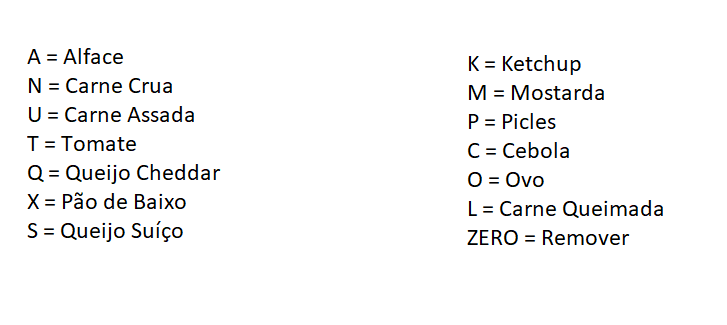 A = Alface
N = Carne Crua
U = Carne Assada
T = Tomate
Q = Queijo Cheddar
X = Pão de Baixo
S = Queijo Suíço
K = Ketchup
M = Mostarda
P = Picles
C = Cebola
O = Ovo
L = Carne Queimada
ZERO = Remover